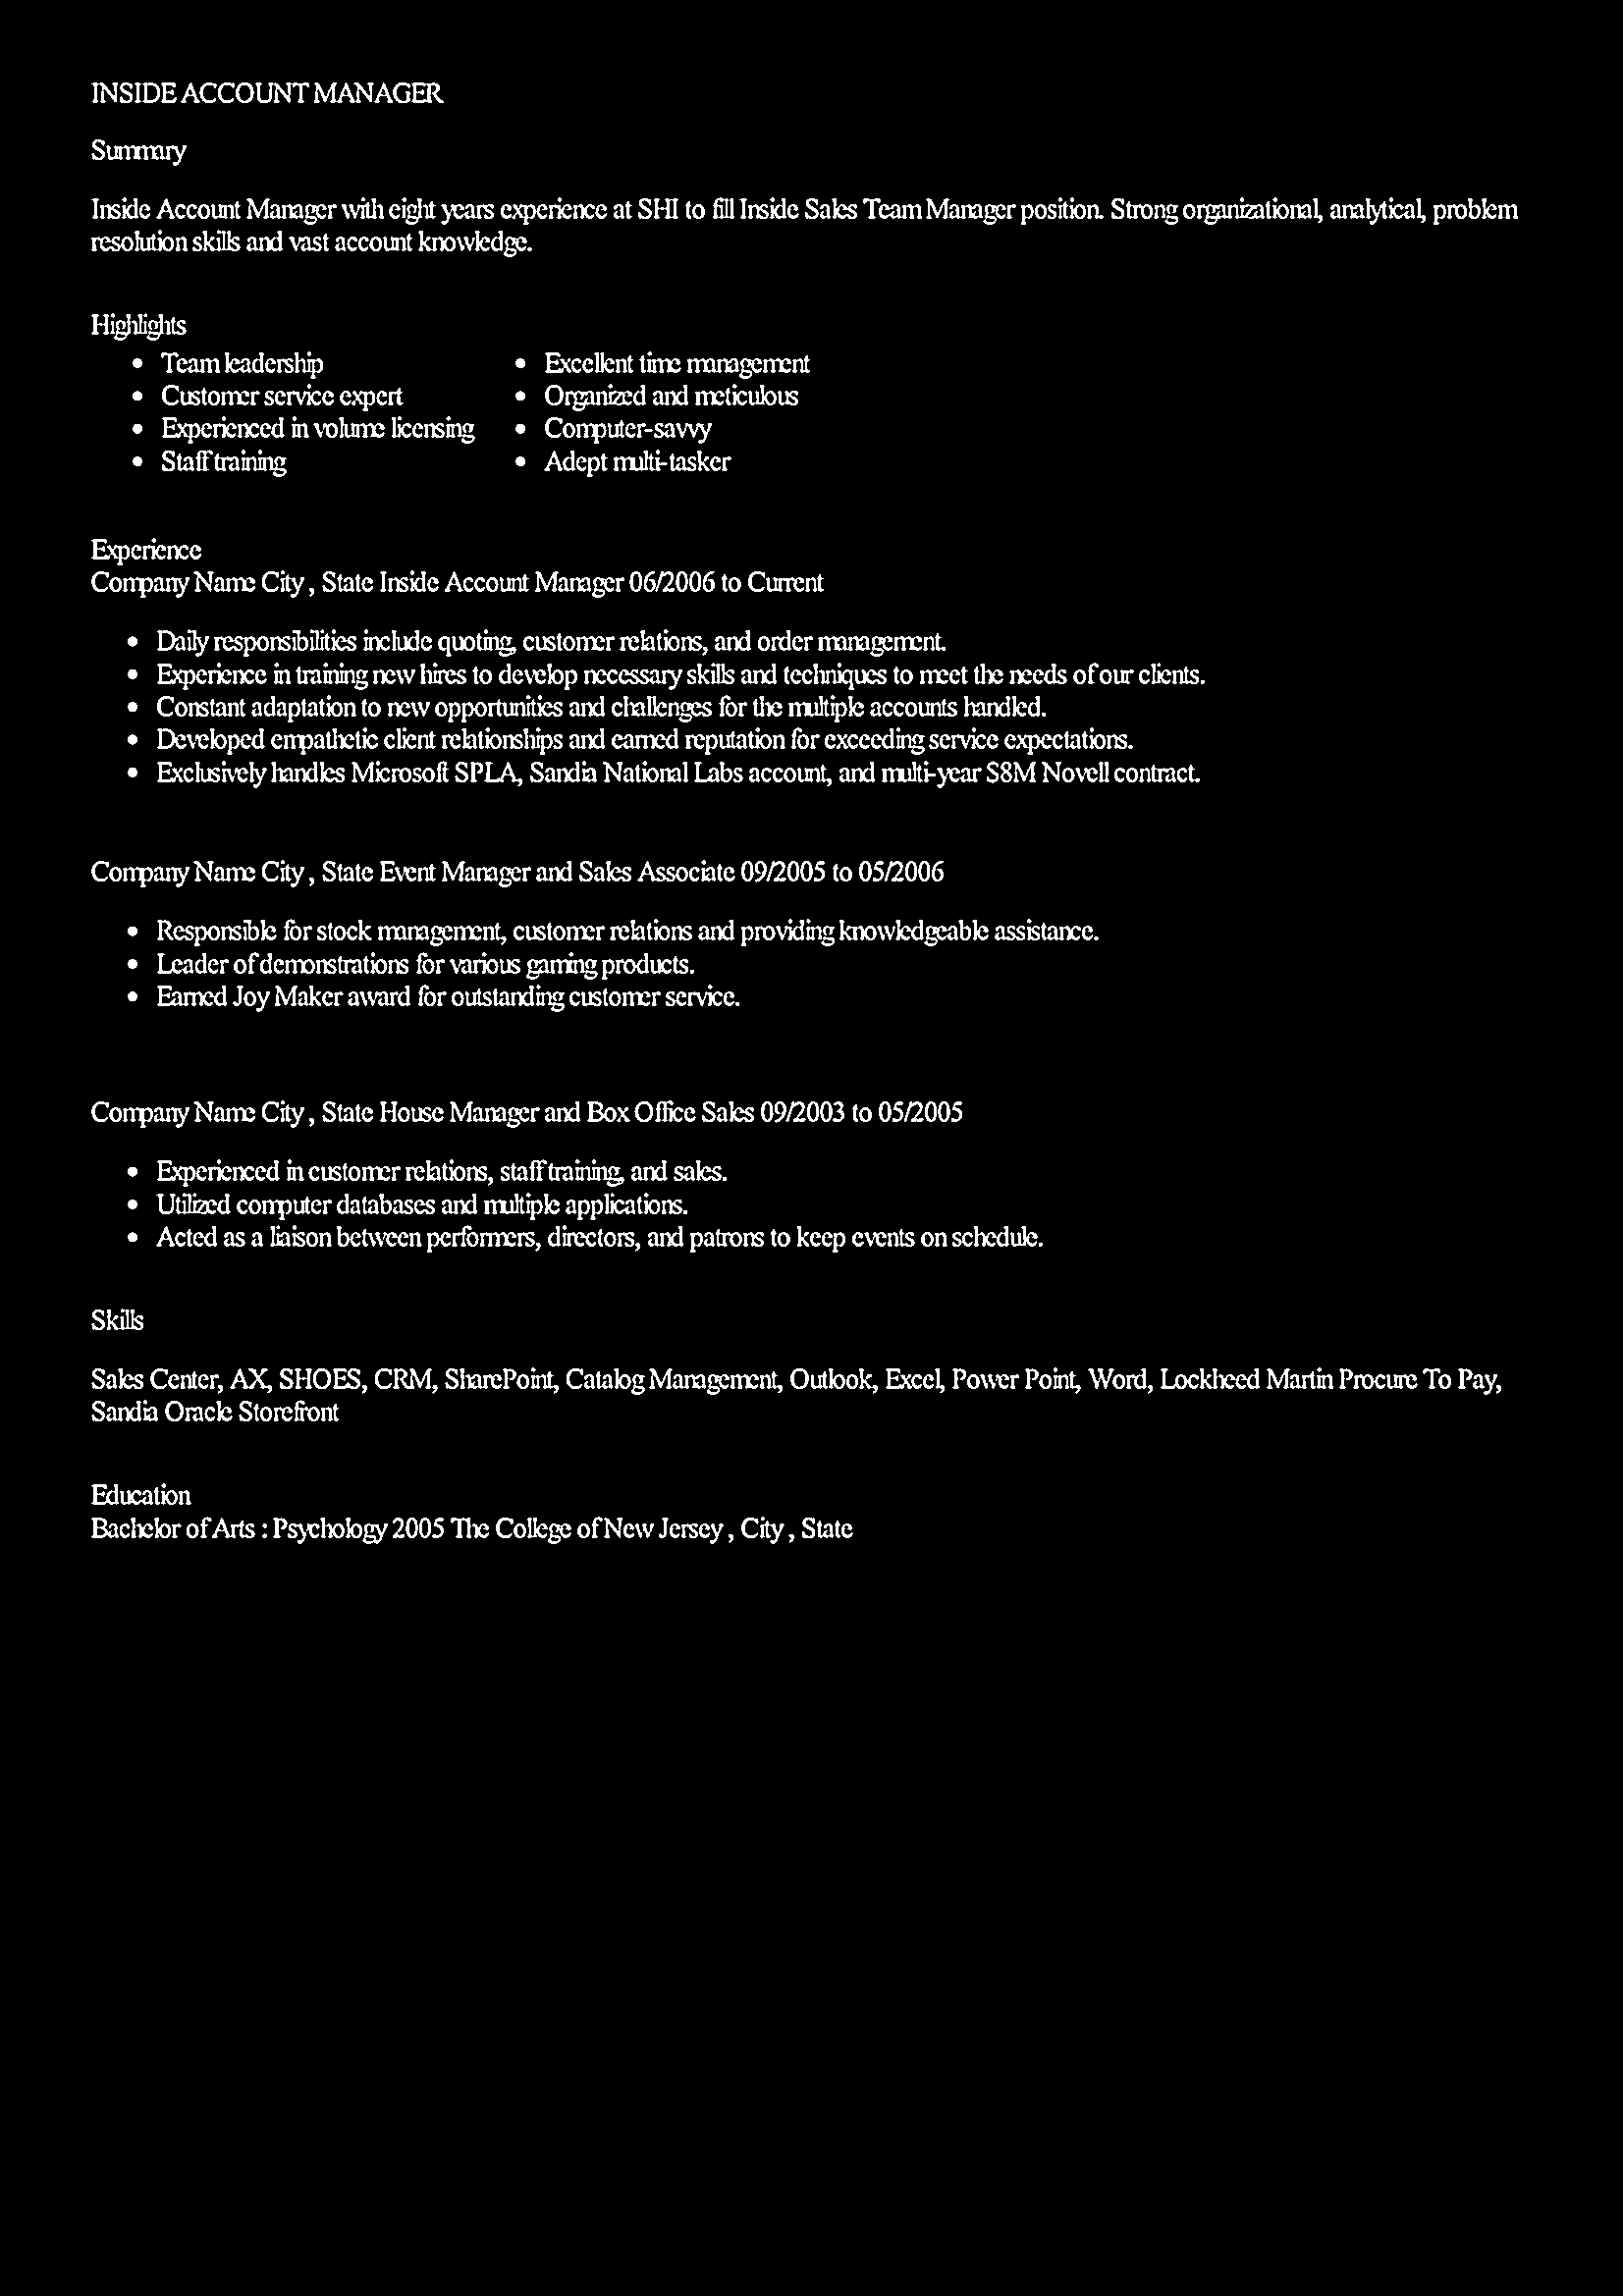 INSIDE ACCOUNT MANAGER
Summary
Inside Account Manager with eight years experience at SHI to fill Inside Sales Team Manager position. Strong organizational, analytical, problem
resolution skills and vast account knowledge.
Highlights
• Team leadership
• Customer service expert
• Experienced in volume licensing
• Staff training
• Excellent time management
• Organized and meticulous
• Computer-savvy
• Adept multi-tasker
Experience
Company Name City , State Inside Account Manager 06/2006 to Current
• Daily responsibilities include quoting, customer relations, and order management.
• Experience in training new hires to develop necessary skills and techniques to meet the needs of our clients.
• Constant adaptation to new opportunities and challenges for the multiple accounts handled.
• Developed empathetic client relationships and earned reputation for exceeding service expectations.
• Exclusively handles Microsoft SPLA, Sandia National Labs account, and multi-year $8M Novell contract.
Company Name City , State Event Manager and Sales Associate 09/2005 to 05/2006
• Responsible for stock management, customer relations and providing knowledgeable assistance.
• Leader of demonstrations for various gaming products.
• Earned Joy Maker award for outstanding customer service.
Company Name City , State House Manager and Box Office Sales 09/2003 to 05/2005
• Experienced in customer relations, staff training, and sales.
• Utilized computer databases and multiple applications.
• Acted as a liaison between performers, directors, and patrons to keep events on schedule.
Skills
Sales Center, AX, SHOES, CRM, SharePoint, Catalog Management, Outlook, Excel, Power Point, Word, Lockheed Martin Procure To Pay,
Sandia Oracle Storefront
Education
Bachelor of Arts : Psychology 2005 The College of New Jersey , City , State